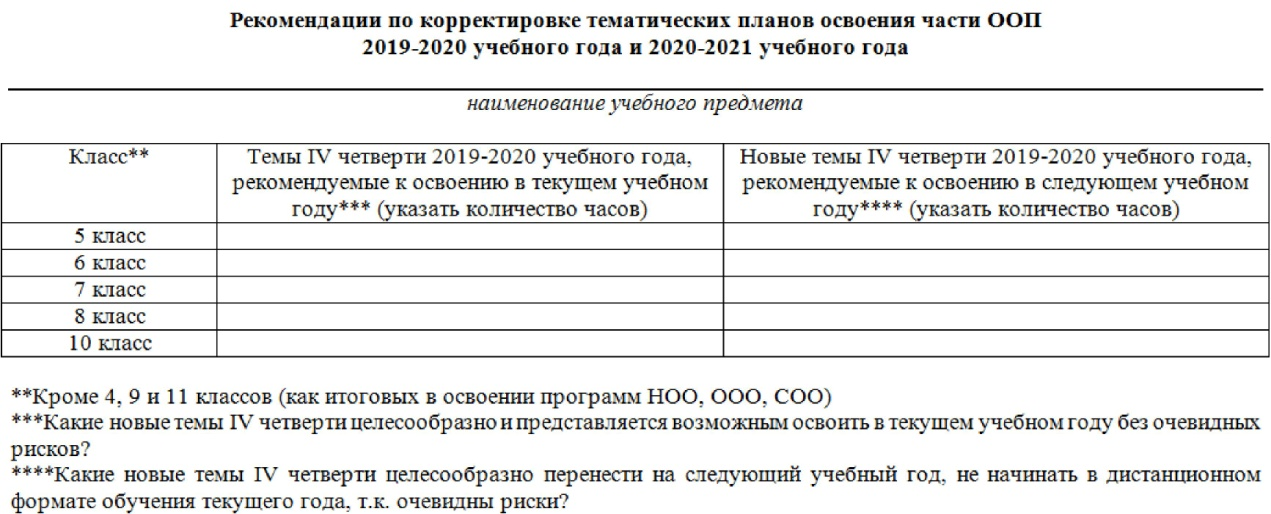 Рекомендации по корректировке тематических планов освоения части ООП
2019-2020 учебного года и 2020-2021 учебного года
наименование учебного предмета
Класс**
Темы IV четверти 2019-2020 учебного года,
рекомендуемые к освоению в текущем учебном
году*** (указать количество часов)
Новые темы IV четверти 2019-2020 учебного года,
рекомендуемые к освоению в следующем учебном
году**** (указать количество часов)
5 класс
6 класс
7 класс
8 класс
10 класс
**Кроме 4, 9 и 11 классов (как итоговых в освоении программ НОО, ООО, СОО)
***Какие новые темы IV четверти целесообразно и представляется возможным освоить в текущем учебном году без очевидных
рисков?
****Какие новые темы IV четверти целесообразно перенести на следующий учебный год, не начинать в дистанционном
формате обучения текущего года, т.к. очевидны риски?